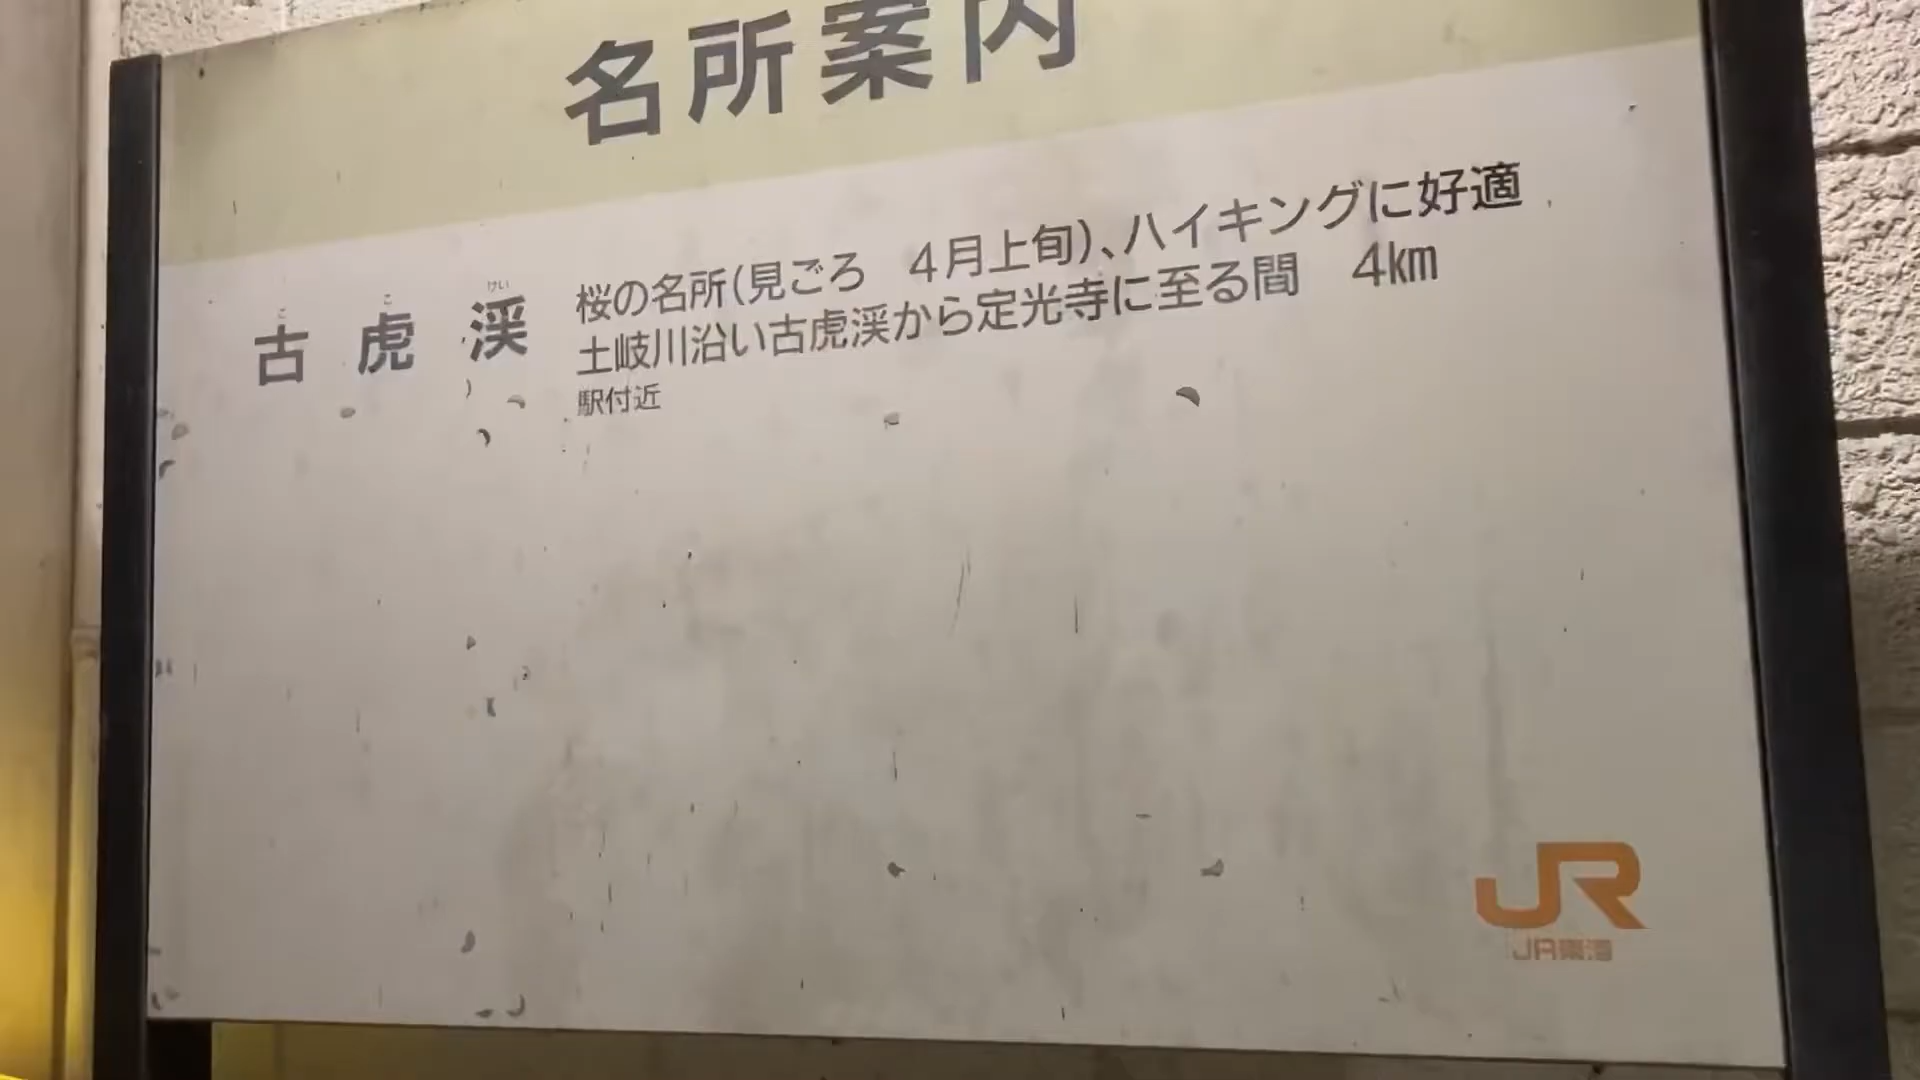 名所案内
こ こ けい
古虎渓
桜の名所(見ごろ 4月上旬)、ハイキングに好適
土岐川沿い古虎渓から定光寺に至る間 4km
駅付近
JR
JR東海